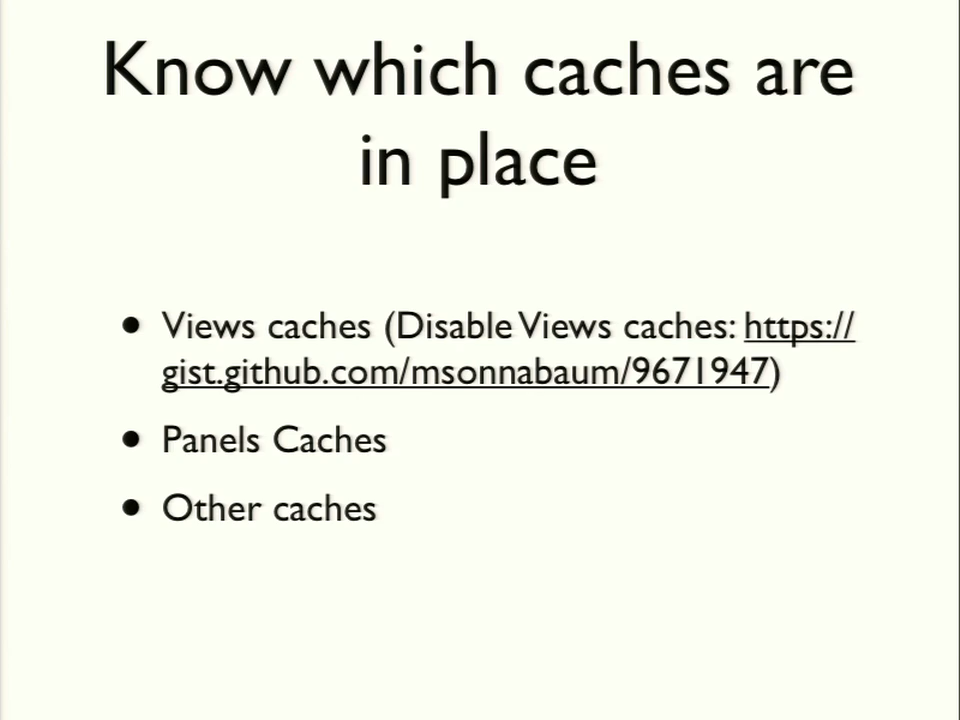 Know which caches are
in place
• Views caches (Disable Views caches: https://
gist.github.com/msonnabaum/9671947)
• Panels Caches
• Other caches